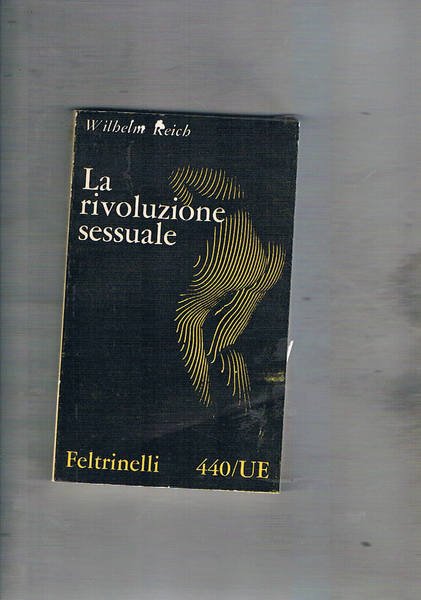 Wilhelm Reich
La
rivoluzione
sessuale
Feltrinelli 440/UE